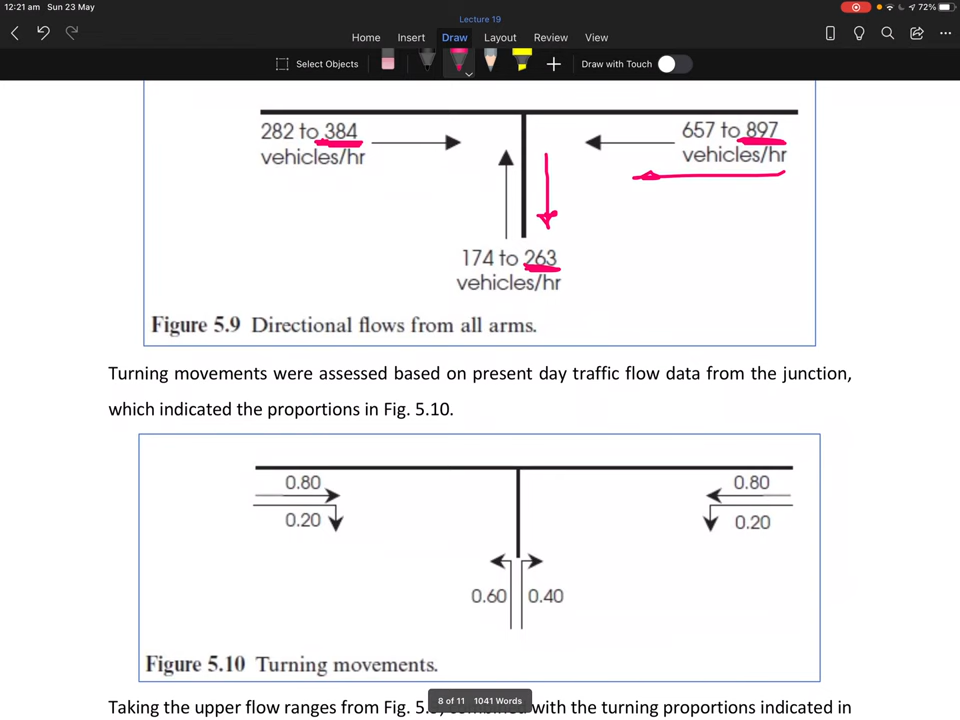 12:21 am Sun 23 May
72%
Lecture 19
Home Insert Draw Layout Review View
Select Objects
Draw with Touch
282 to 384
vehicles/hr
657 to 897
vehicles/hr
174 to 263
vehicles/hr
Figure 5.9 Directional flows from all arms.
Turning movements were assessed based on present day traffic flow data from the junction,
which indicated the proportions in Fig. 5.10.
0.80
0.20
0.80
0.20
0.60
0.40
Figure 5.10 Turning movements.
Taking the upper flow ranges from Fig. 5. combined with the turning proportions indicated in
8 of 11 1041 Words